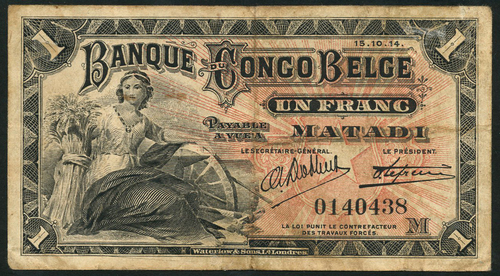 1
15.10.14.
1
BANQUE DU CONGO BELGE
UN FRANC
PAYABLE
A VUE A
MATADI
LE SECRÉTAIRE-GÉNÉRAL.
LE PRÉSIDENT.
0140438
M
LA LOI PUNIT LE CONTREFACTEUR
DES TRAVAUX FORCÉS.
1
1
Waterlow & Sons Ld Londres